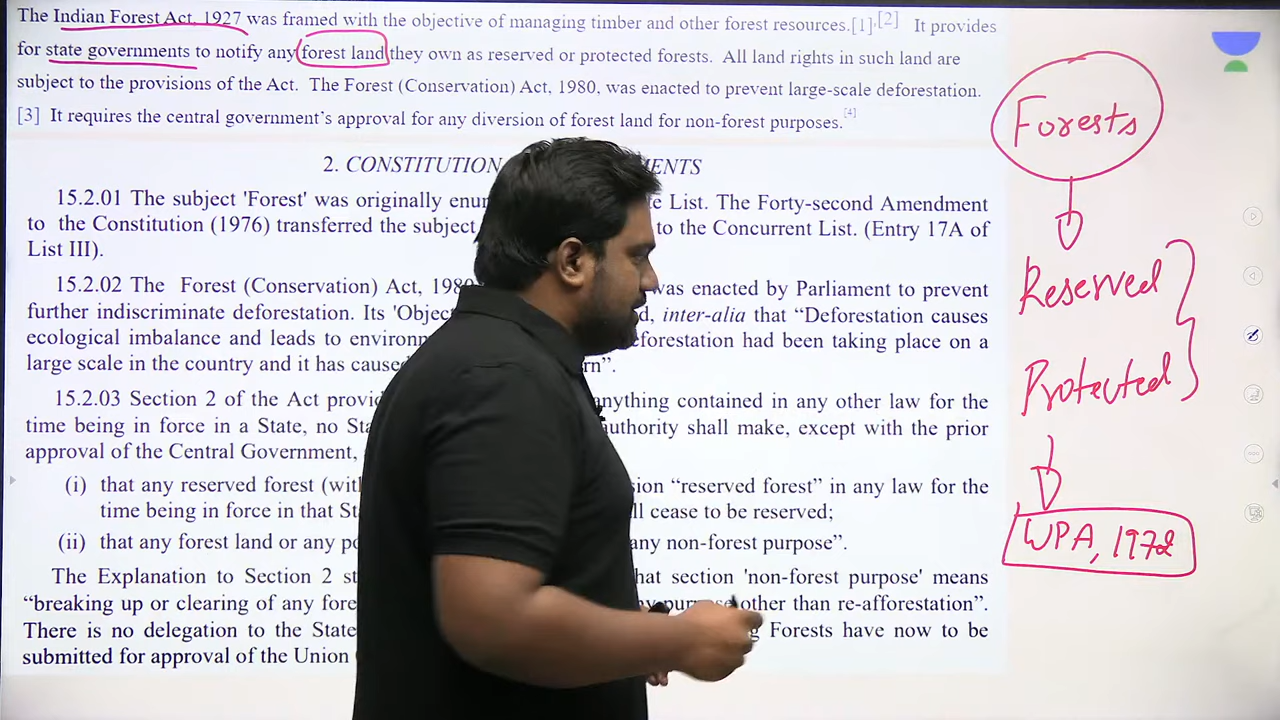 The Indian Forest Act, 1927 was framed with the objective of managing timber and other forest resources.[1],[2] It provides
for state governments to notify any forest land they own as reserved or protected forests. All land rights in such land are
subject to the provisions of the Act. The Forest (Conservation) Act, 1980, was enacted to prevent large-scale deforestation.
[3] It requires the central government's approval for any diversion of forest land for non-forest purposes.[4]
2. CONSTITUTION MENTS
15.2.01 The subject 'Forest' was originally List. The Forty-second Amendment
to the Constitution (1976) transferred the subject to the Concurrent List. (Entry 17A of
List III).
15.2.02 The Forest (Conservation) Act, 198 was enacted by Parliament to prevent
further indiscriminate deforestation. Its 'Objec d, inter-alia that “Deforestation causes
ecological imbalance and leads to environ eforestation had been taking place on a
large scale in the country and it has caused rn”.
15.2.03 Section 2 of the Act provi anything contained in any other law for the
time being in force in a State, no Sta authority shall make, except with the prior
approval of the Central Government,
(i) that any reserved forest (wit sion “reserved forest” in any law for the
time being in force in that St ll cease to be reserved;
(ii) that any forest land or any po any non-forest purpose”.
The Explanation to Section 2 st hat section 'non-forest purpose' means
“breaking up or clearing of any fore purpose other than re-afforestation”.
There is no delegation to the State g Forests have now to be
submitted for approval of the Union
Forests
Reserved
Protected
WPA, 1972